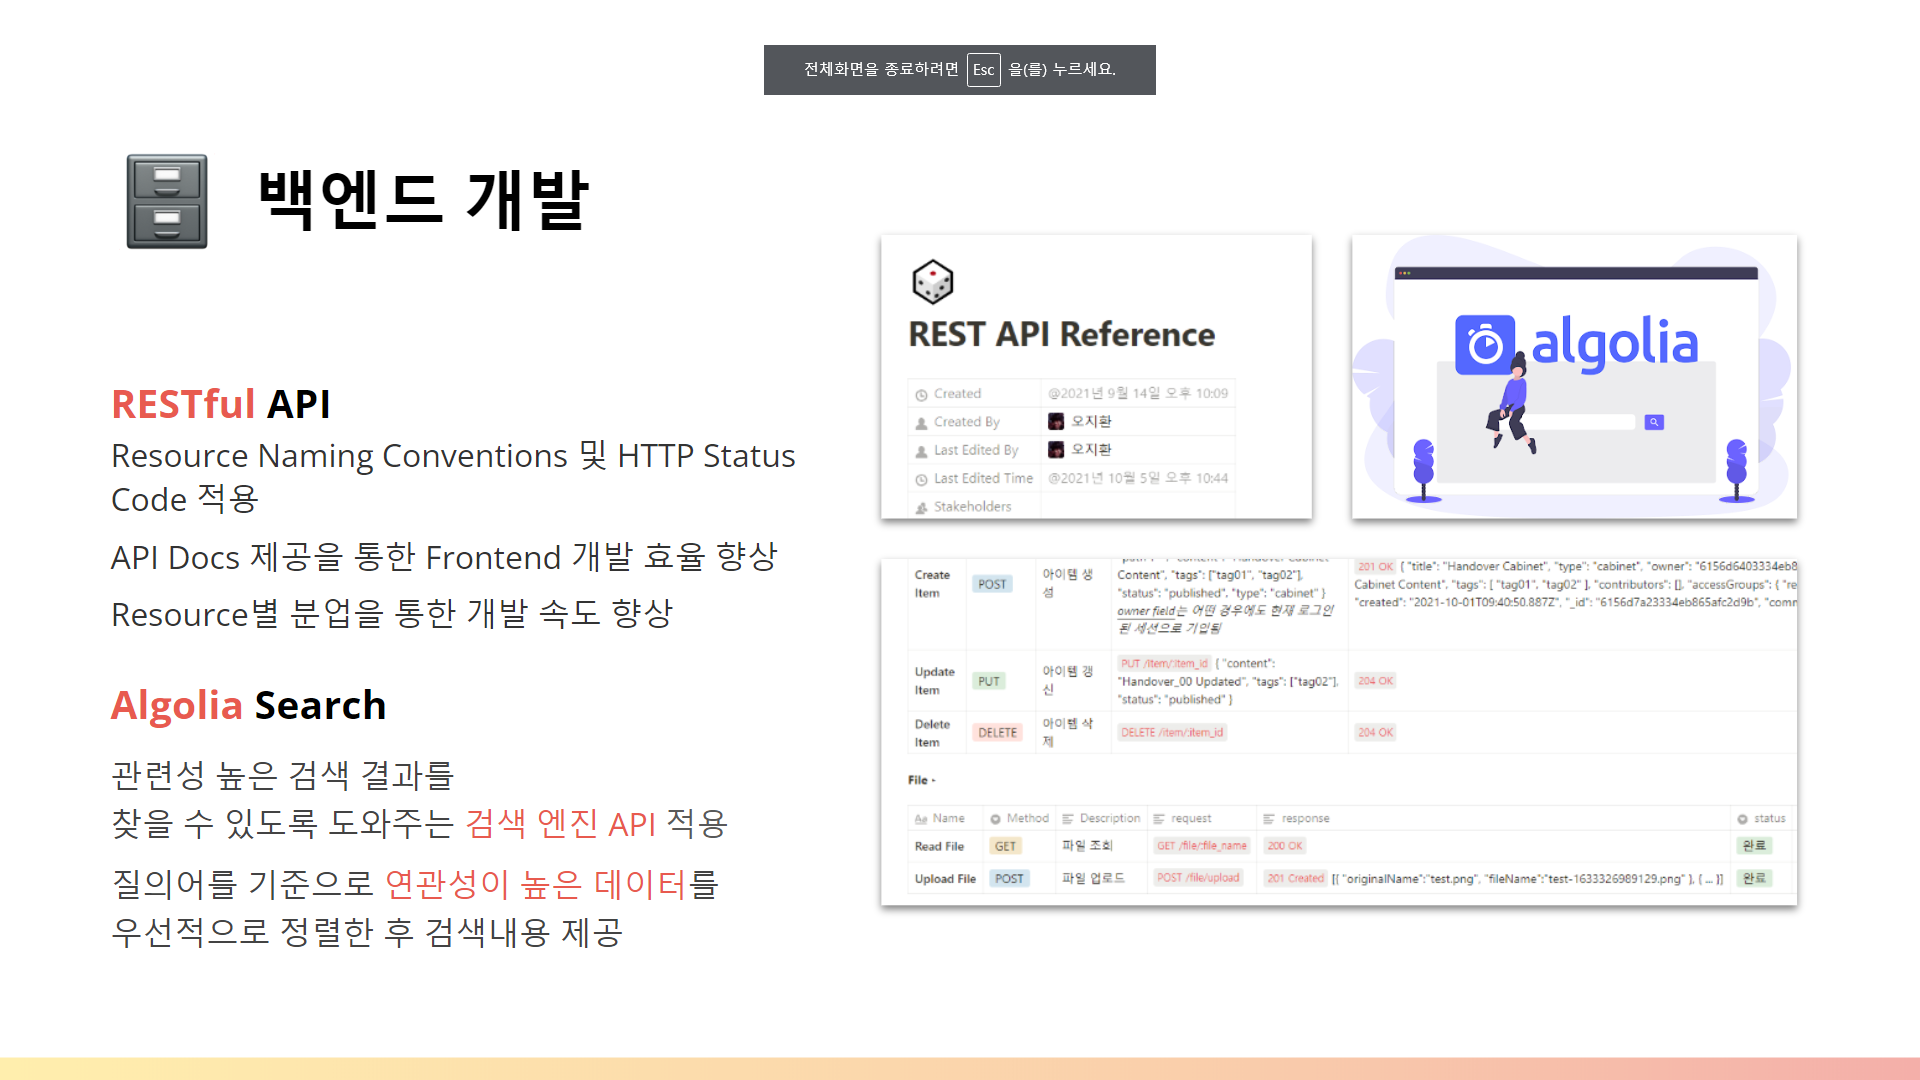 전체화면을 종료하려면 Esc 을(를) 누르세요.
백엔드 개발
RESTful API
Resource Naming Conventions 및 HTTP Status
Code 적용
API Docs 제공을 통한 Frontend 개발 효율 향상
Resource별 분업을 통한 개발 속도 향상
Algolia Search
관련성 높은 검색 결과를
찾을 수 있도록 도와주는 검색 엔진 API 적용
질의어를 기준으로 연관성이 높은 데이터를
우선적으로 정렬한 후 검색내용 제공
REST API Reference
Created @2021년 9월 14일 오후 10:09
Created By 오지환
Last Edited By 오지환
Last Edited Time @2021년 10월 5일 오후 10:44
Stakeholders
algolia
Create
Item
POST
아이템 생
성
Content", "tags": ["tag01", "tag02"],
"status": "published", "type": "cabinet" }
owner field는 어떤 경우에도 현재 로그인
된 세션으로 기입됨
201 OK { "title": "Handover Cabinet", "type": "cabinet", "owner": "6156d6403334eb8
Cabinet Content", "tags": [ "tag01", "tag02" ], "contributors": [], "accessGroups": { "re
"created": "2021-10-01T09:40:50.887Z", "_id": "6156d7a23334eb865afc2d9b", "comm
Update
Item
PUT
아이템 갱
신
PUT /item/:item_id { "content":
"Handover_00 Updated", "tags": ["tag02"],
"status": "published" }
204 OK
Delete
Item
DELETE
아이템 삭
제
DELETE /item/:item_id
204 OK
File -
Aa Name Method Description request response status
Read File GET 파일 조회 GET /file/:file_name 200 OK 완료
Upload File POST 파일 업로드 POST /file/upload 201 Created [{ "originalName":"test.png", "fileName":"test-1633326989129.png" }, { ... }] 완료